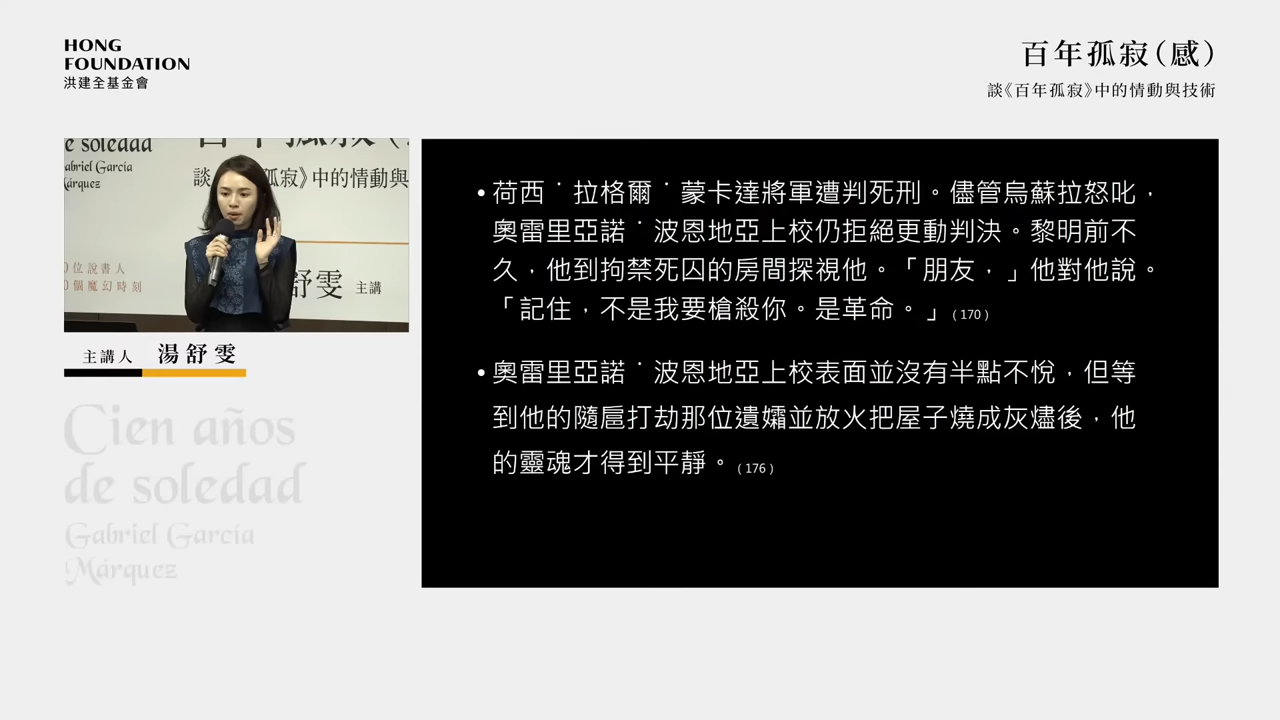 HONG
FOUNDATION
洪建全基金會
百年孤寂(感)
談《百年孤寂》中的情動與技術
de soledad
Gabriel García
Márquez
談《百年孤寂》中的情動與
位說書人
個魔幻時刻
舒雯 主講
主講人 湯舒雯
Cien años
de soledad
Gabriel García
Márquez
•荷西˙拉格爾˙蒙卡達將軍遭判死刑。儘管烏蘇拉怒叱，
奧雷里亞諾˙波恩地亞上校仍拒絕更動判決。黎明前不
久，他到拘禁死囚的房間探視他。「朋友，」他對他說。
「記住，不是我要槍殺你。是革命。」(170)
•奧雷里亞諾˙波恩地亞上校表面並沒有半點不悅，但等
到他的隨扈打劫那位遺孀並放火把屋子燒成灰燼後，他
的靈魂才得到平靜。(176)